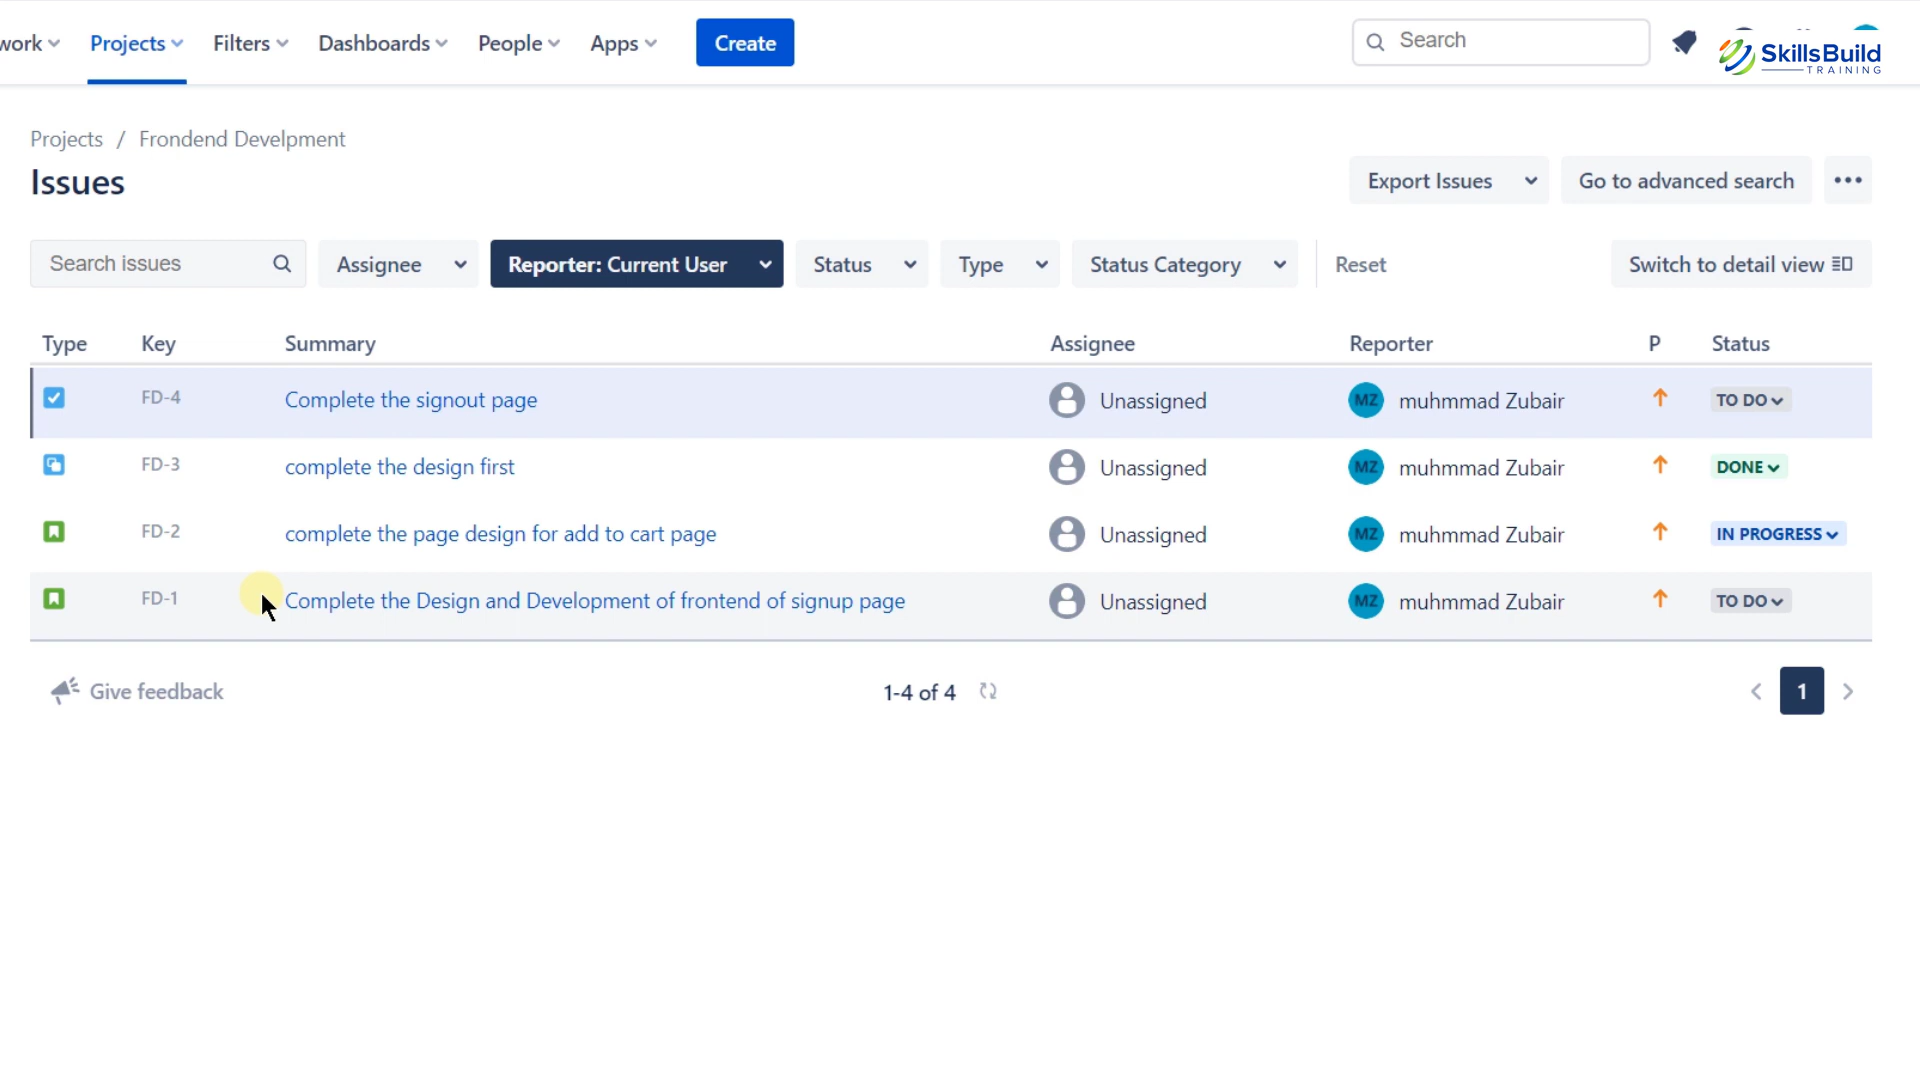 work Projects Filters Dashboards People Apps Create Search SkillsBuild
TRAINING
Projects / Frondend Develpment
Issues Export Issues Go to advanced search
Search issues Assignee Reporter: Current User Status Type Status Category Reset Switch to detail view
Type Key Summary Assignee Reporter P Status
FD-4 Complete the signout page Unassigned MZ muhmmad Zubair TO DO
FD-3 complete the design first Unassigned MZ muhmmad Zubair DONE
FD-2 complete the page design for add to cart page Unassigned MZ muhmmad Zubair IN PROGRESS
FD-1 Complete the Design and Development of frontend of signup page Unassigned MZ muhmmad Zubair TO DO
Give feedback 1-4 of 4 1